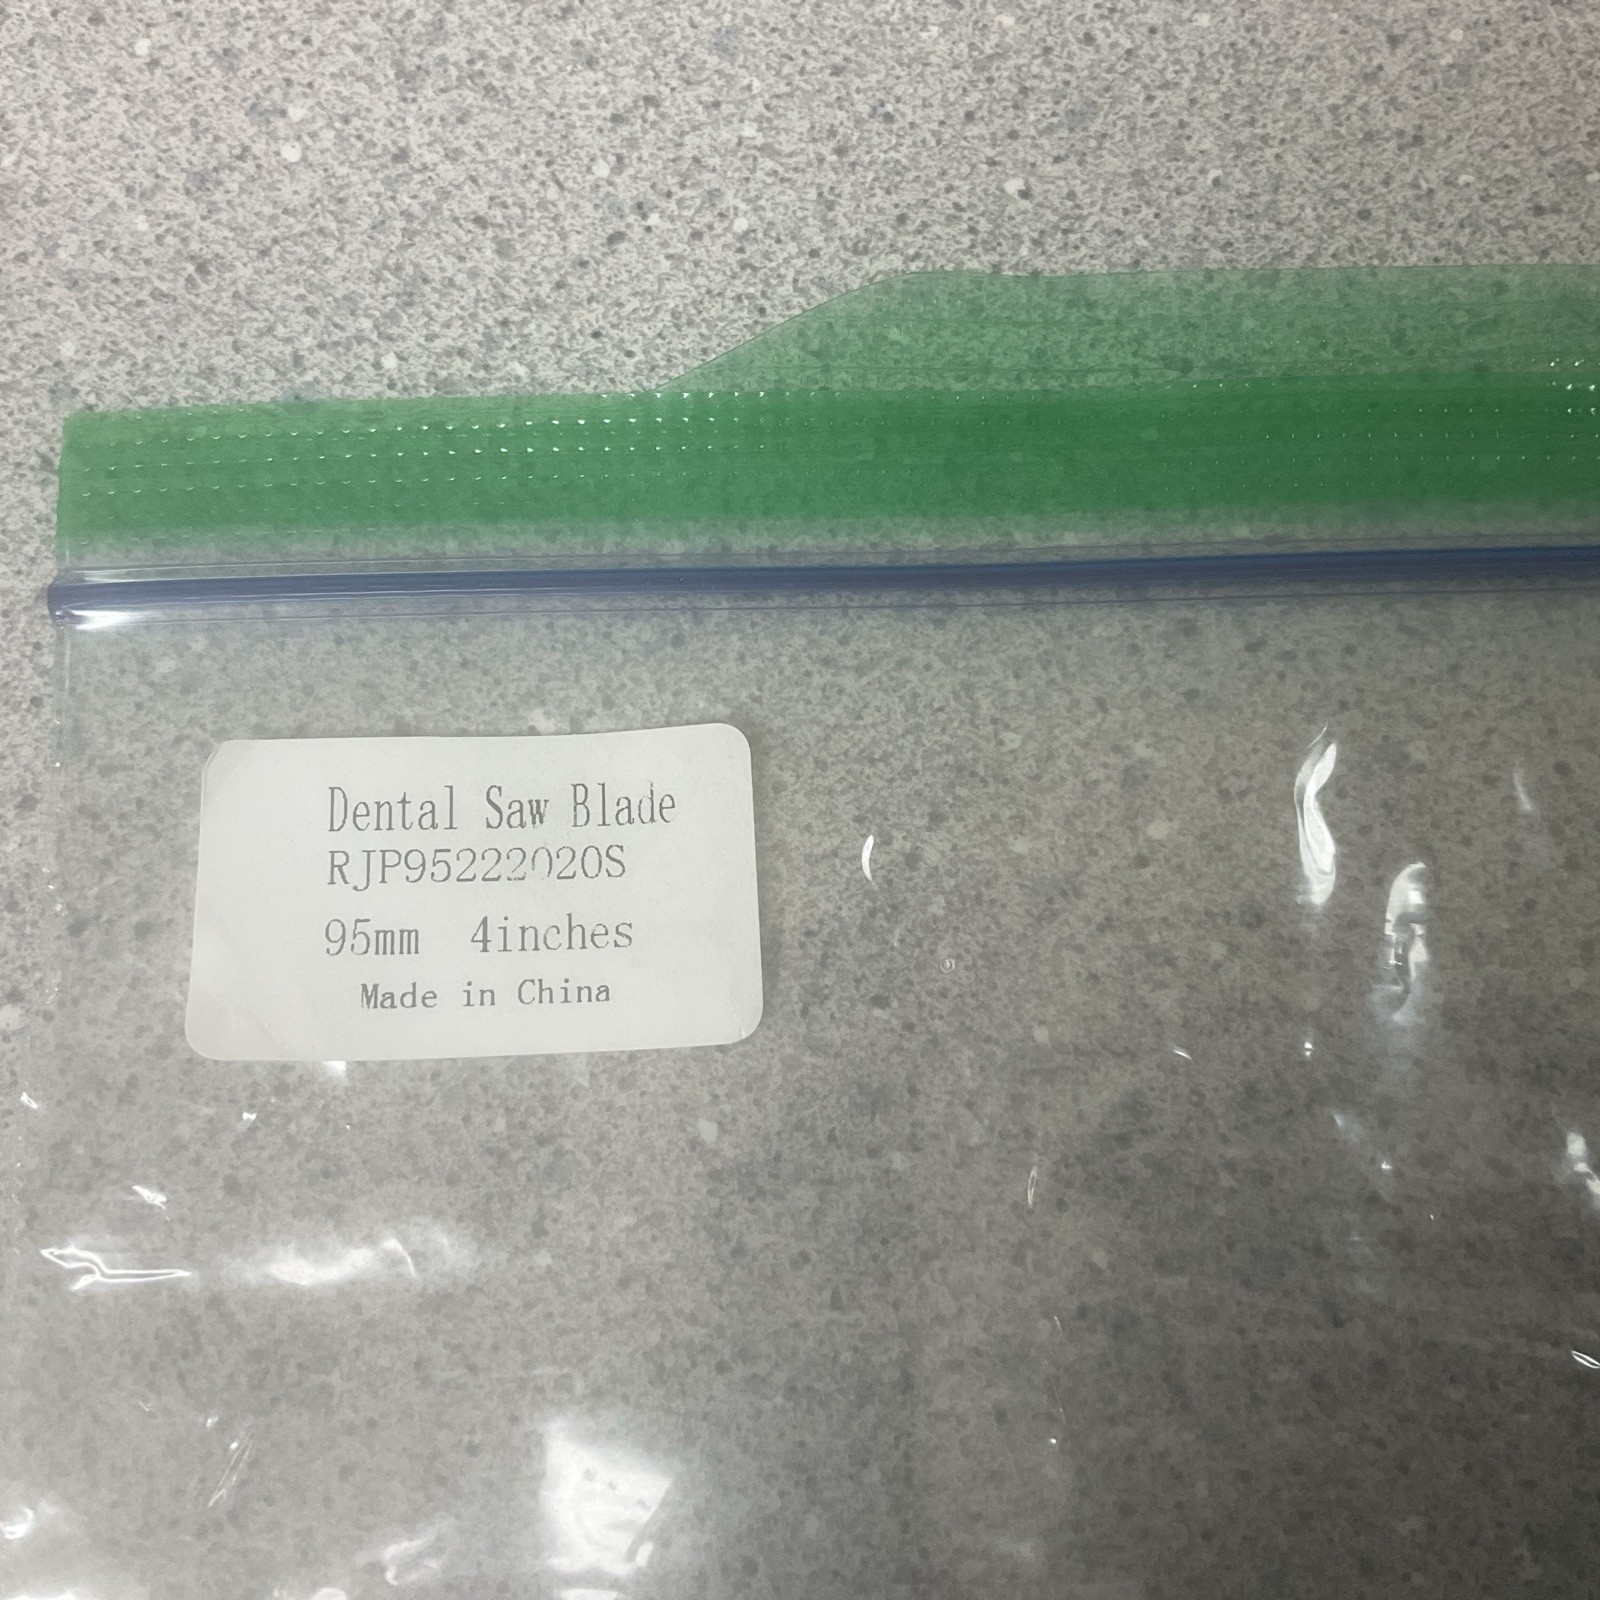 Dental Saw Blade
RJP95222020S
95mm 4inches
Made in China